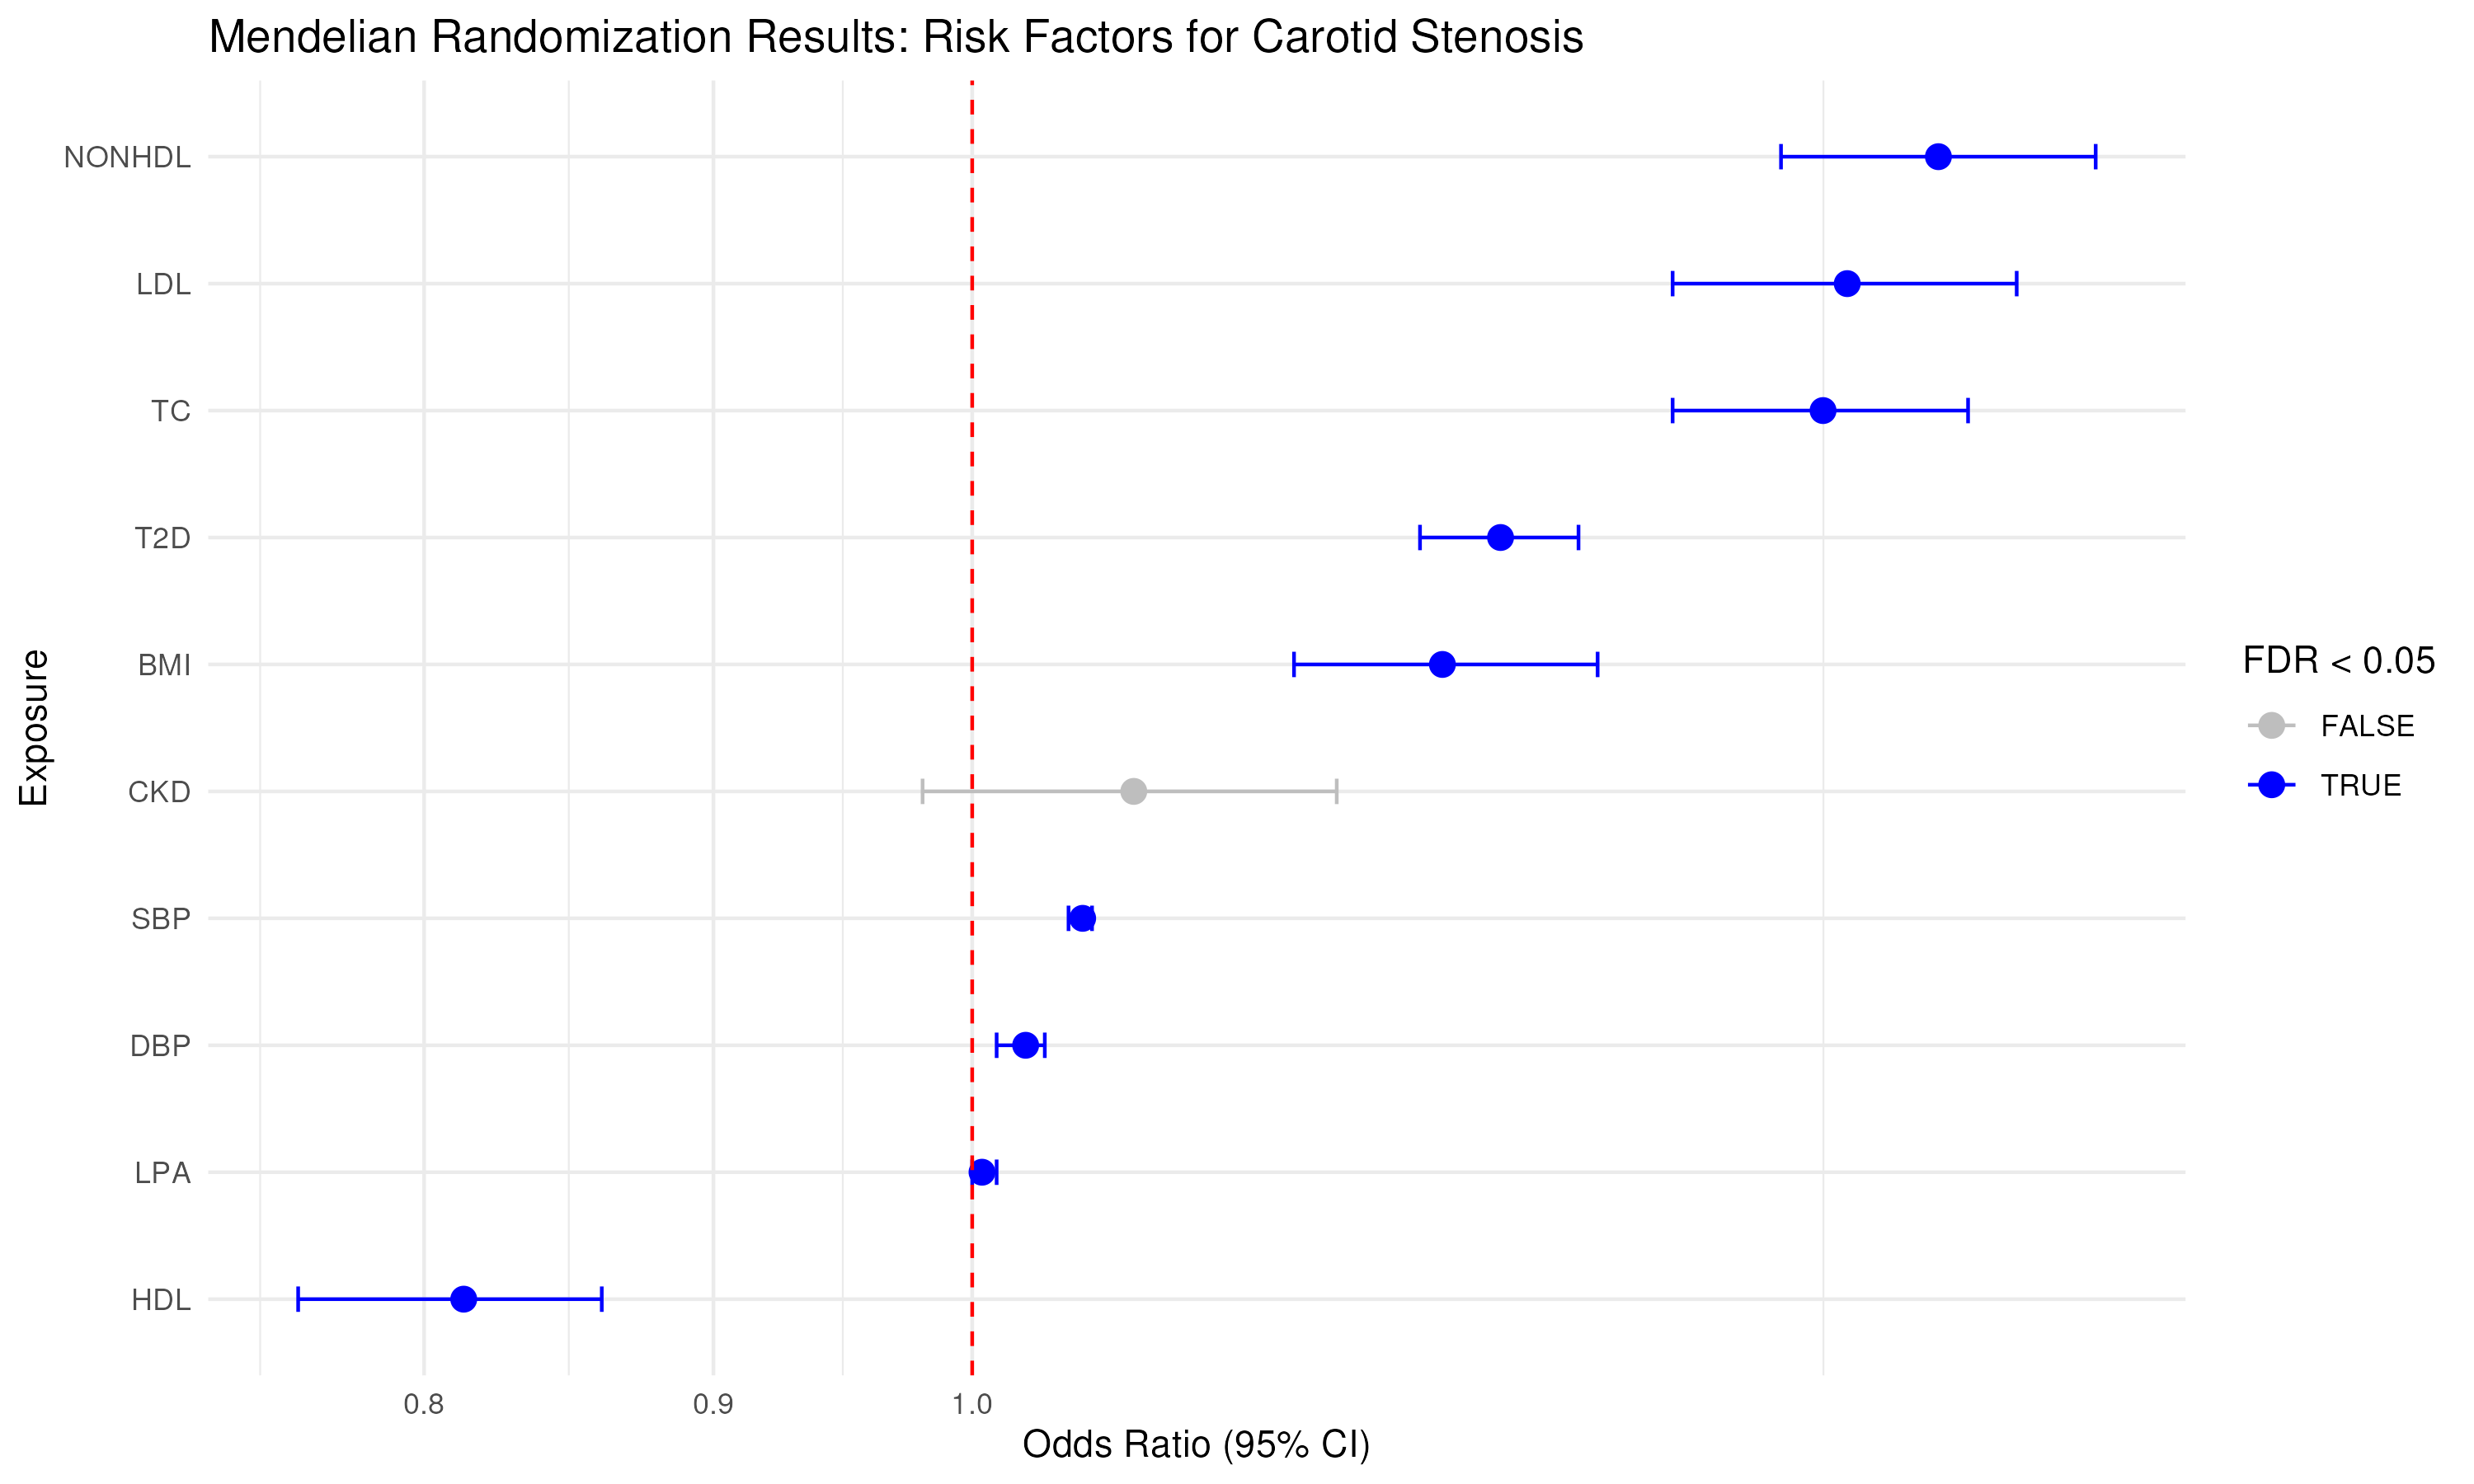 Mendelian Randomization Results: Risk Factors for Carotid Stenosis
NONHDL
LDL
TC
T2D
BMI
CKD
SBP
DBP
LPA
HDL
Exposure
0.8 0.9 1.0
Odds Ratio (95% CI)
FDR < 0.05
FALSE
TRUE